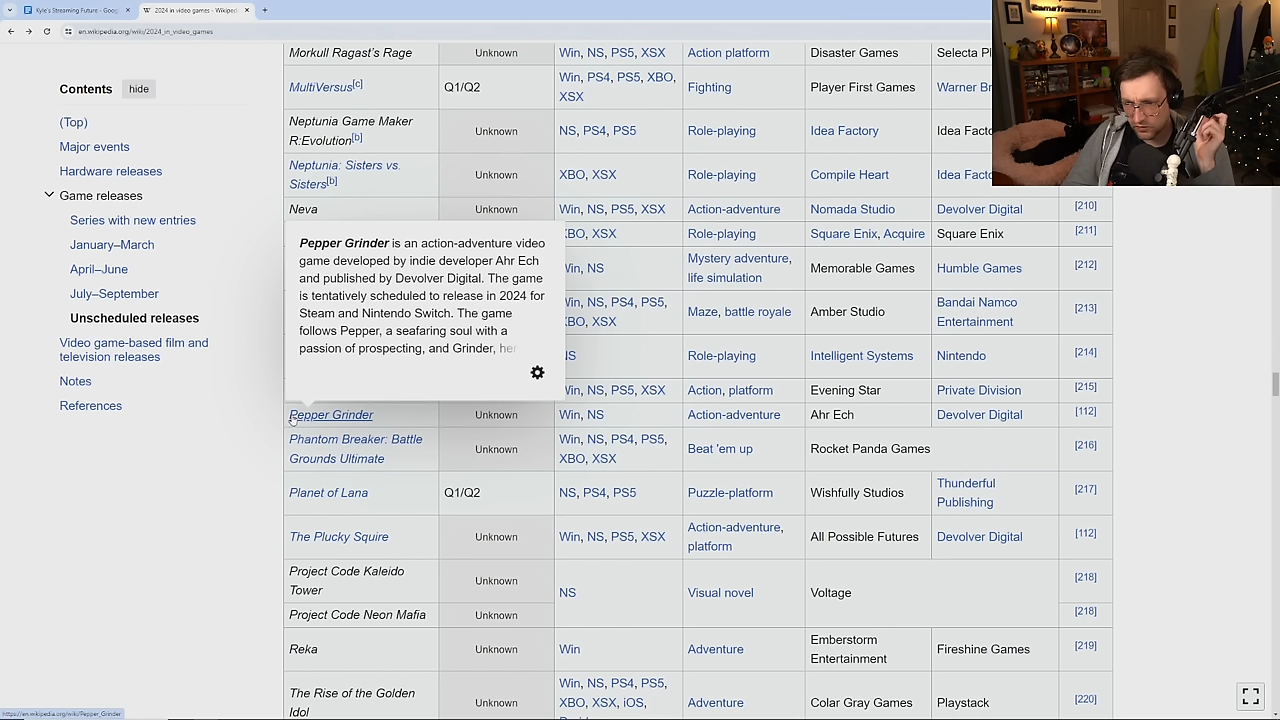 Kyle's Streaming Future - Goog
2024 in video games - Wikiped
en.wikipedia.org/wiki/2024_in_video_games
GameTrailers
Contents hide
(Top)
Major events
Hardware releases
Game releases
Series with new entries
January–March
April–June
July–September
Unscheduled releases
Video game-based film and
television releases
Notes
References
Morkull Ragast's Rage Unknown Win, NS, PS5, XSX Action platform Disaster Games Selecta Pl
MultiVersus[c] Q1/Q2 Win, PS4, PS5, XBO, XSX Fighting Player First Games Warner Br
Neptunia Game Maker R:Evolution[b] Unknown NS, PS4, PS5 Role-playing Idea Factory Idea Fact
Neptunia: Sisters vs. Sisters[b] Unknown XBO, XSX Role-playing Compile Heart Idea Fact
Neva Unknown Win, NS, PS5, XSX Action-adventure Nomada Studio Devolver Digital [210]
XBO, XSX Role-playing Square Enix, Acquire Square Enix [211]
Win, NS Mystery adventure, life simulation Memorable Games Humble Games [212]
Win, NS, PS4, PS5, XBO, XSX Maze, battle royale Amber Studio Bandai Namco Entertainment [213]
NS Role-playing Intelligent Systems Nintendo [214]
Win, NS, PS5, XSX Action, platform Evening Star Private Division [215]
Pepper Grinder is an action-adventure video
game developed by indie developer Ahr Ech
and published by Devolver Digital. The game
is tentatively scheduled to release in 2024 for
Steam and Nintendo Switch. The game
follows Pepper, a seafaring soul with a
passion of prospecting, and Grinder, her
Pepper Grinder Unknown Win, NS Action-adventure Ahr Ech Devolver Digital [112]
Phantom Breaker: Battle Grounds Ultimate Unknown Win, NS, PS4, PS5, XBO, XSX Beat 'em up Rocket Panda Games [216]
Planet of Lana Q1/Q2 NS, PS4, PS5 Puzzle-platform Wishfully Studios Thunderful Publishing [217]
The Plucky Squire Unknown Win, NS, PS5, XSX Action-adventure, platform All Possible Futures Devolver Digital [112]
Project Code Kaleido Tower Unknown NS Visual novel Voltage [218]
Project Code Neon Mafia Unknown [218]
Reka Unknown Win Adventure Emberstorm Entertainment Fireshine Games [219]
The Rise of the Golden Idol Unknown Win, NS, PS4, PS5, XBO, XSX, iOS, Adventure Colar Gray Games Playstack [220]
https://en.wikipedia.org/wiki/Pepper_Grinder